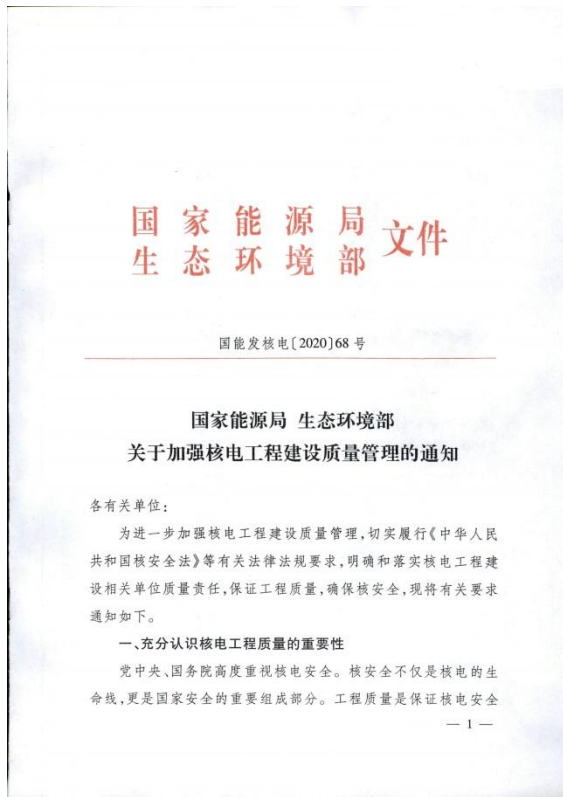 国家能源局
生态环境部
文件
国能发核电〔2020〕68号
国家能源局 生态环境部
关于加强核电工程建设质量管理的通知
各有关单位：
为进一步加强核电工程建设质量管理，切实履行《中华人民
共和国核安全法》等有关法律法规要求，明确和落实核电工程建
设相关单位质量责任，保证工程质量，确保核安全，现将有关要求
通知如下。
一、充分认识核电工程质量的重要性
党中央、国务院高度重视核电安全。核安全不仅是核电的生
命线，更是国家安全的重要组成部分。工程质量是保证核电安全
— 1 —